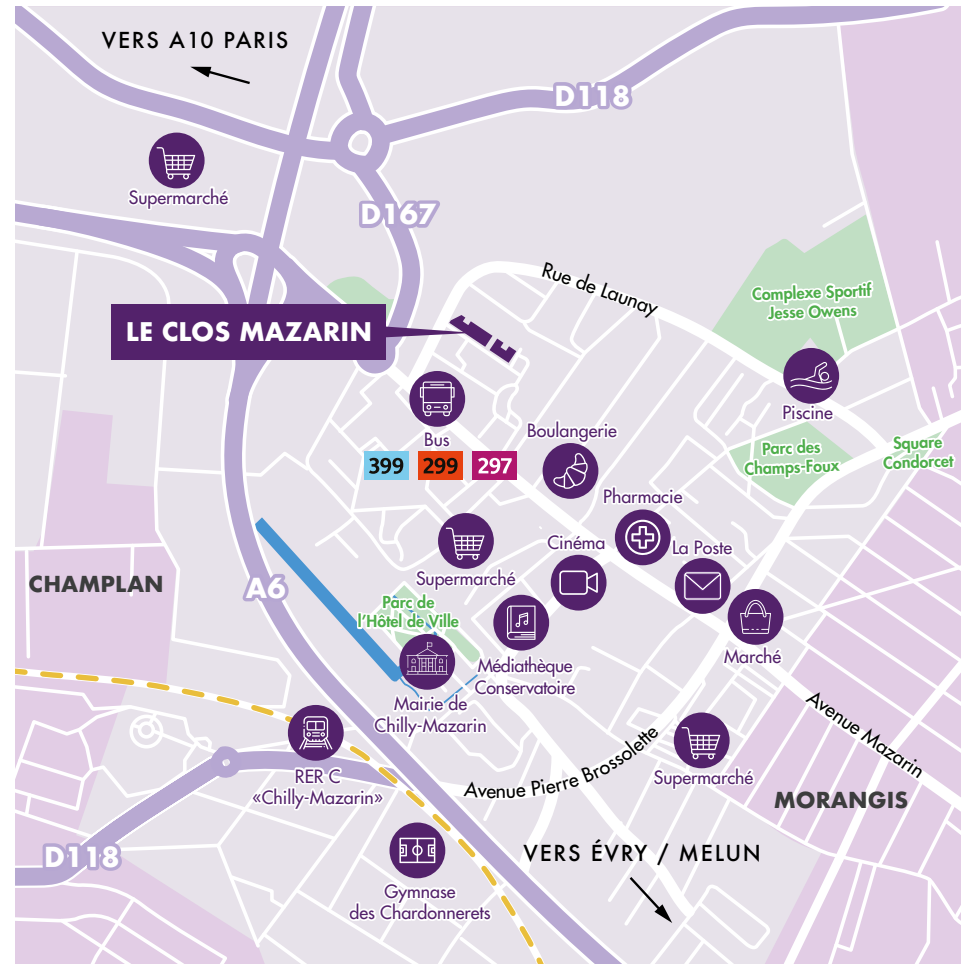 VERS A10 PARIS
D118
Supermarché
D167
Rue de Launay
Complexe Sportif
Jesse Owens
LE CLOS MAZARIN
Piscine
Bus
399 299 297
Boulangerie
Parc des
Champs-Foux
Square
Condorcet
Pharmacie
Cinéma
La Poste
Supermarché
CHAMPLAN
A6
Parc de
l'Hôtel de Ville
Marché
Médiathèque
Conservatoire
Mairie de
Chilly-Mazarin
Avenue Mazarin
RER C
«Chilly-Mazarin»
Avenue Pierre Brossolette
Supermarché
MORANGIS
D118
VERS ÉVRY / MELUN
Gymnase
des Chardonnerets